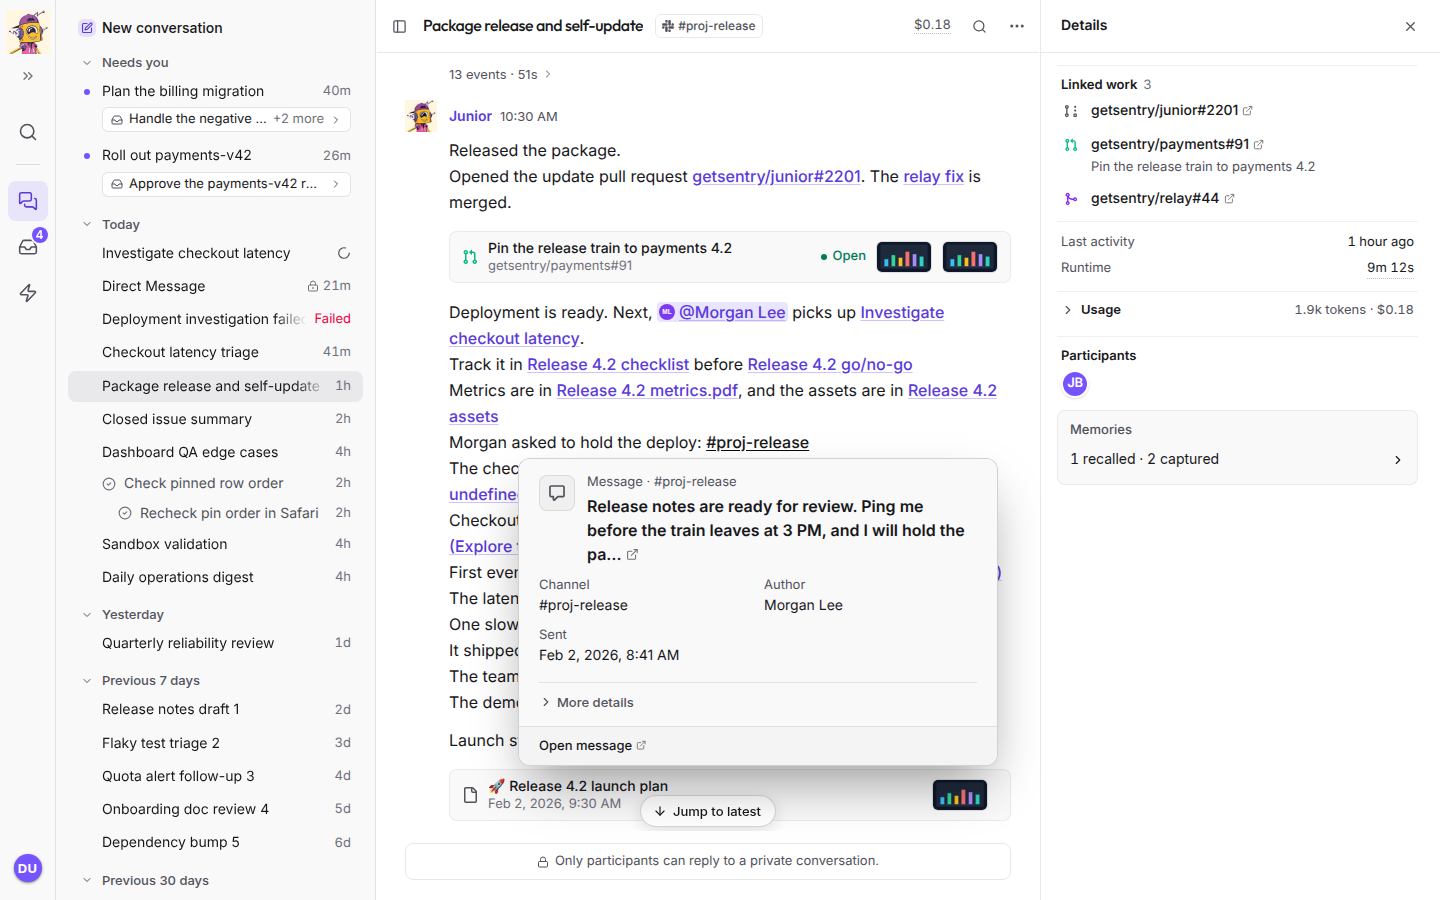 New conversation
Needs you
Plan the billing migration 40m
Handle the negative ... +2 more
Roll out payments-v42 26m
Approve the payments-v42 r...
Today
Investigate checkout latency
Direct Message 21m
Deployment investigation failed Failed
Checkout latency triage 41m
Package release and self-update 1h
Closed issue summary 2h
Dashboard QA edge cases 4h
Check pinned row order 2h
Recheck pin order in Safari 2h
Sandbox validation 4h
Daily operations digest 4h
Yesterday
Quarterly reliability review 1d
Previous 7 days
Release notes draft 1 2d
Flaky test triage 2 3d
Quota alert follow-up 3 4d
Onboarding doc review 4 5d
Dependency bump 5 6d
Previous 30 days
4
DU
Package release and self-update #proj-release $0.18
13 events · 51s
Junior 10:30 AM
Released the package.
Opened the update pull request getsentry/junior#2201. The relay fix is
merged.
Pin the release train to payments 4.2
getsentry/payments#91
Open
Deployment is ready. Next, ML @Morgan Lee picks up Investigate
checkout latency.
Track it in Release 4.2 checklist before Release 4.2 go/no-go
Metrics are in Release 4.2 metrics.pdf, and the assets are in Release 4.2
assets
Morgan asked to hold the deploy: #proj-release
The chec
undefined
Checkout
(Explore
First even )
The laten
One slow
It shipped
The team
The demo
Launch s
Message · #proj-release
Release notes are ready for review. Ping me
before the train leaves at 3 PM, and I will hold the
pa...
Channel
#proj-release
Author
Morgan Lee
Sent
Feb 2, 2026, 8:41 AM
More details
Open message
🚀 Release 4.2 launch plan
Feb 2, 2026, 9:30 AM
Jump to latest
Only participants can reply to a private conversation.
Details
Linked work 3
getsentry/junior#2201
getsentry/payments#91
Pin the release train to payments 4.2
getsentry/relay#44
Last activity 1 hour ago
Runtime 9m 12s
Usage 1.9k tokens · $0.18
Participants
JB
Memories
1 recalled · 2 captured